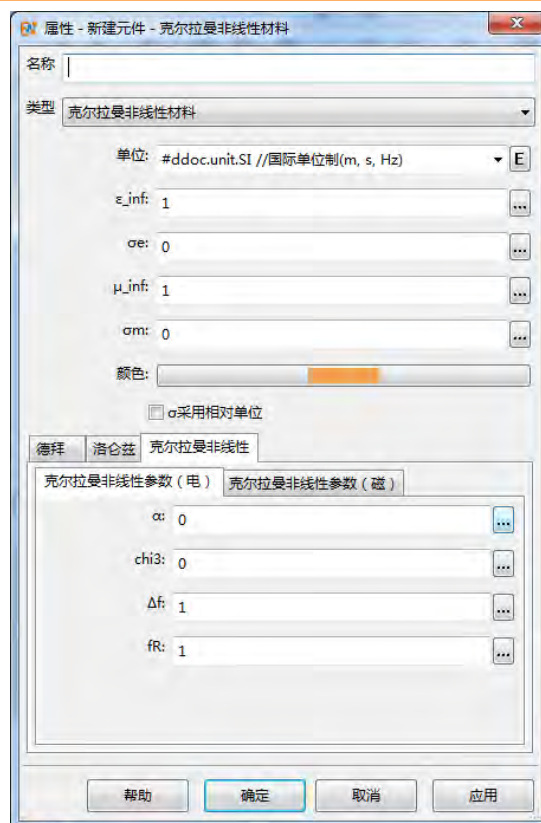 属性 - 新建元件 - 克尔拉曼非线性材料
名称
类型 克尔拉曼非线性材料
单位: #ddoc.unit.SI //国际单位制(m, s, Hz) E
ε_inf: 1 ...
σe: 0 ...
μ_inf: 1 ...
σm: 0 ...
颜色:
σ采用相对单位
德拜 洛仑兹 克尔拉曼非线性
克尔拉曼非线性参数（电） 克尔拉曼非线性参数（磁）
α: 0 ...
chi3: 0 ...
Δf: 1 ...
fR: 1 ...
帮助 确定 取消 应用